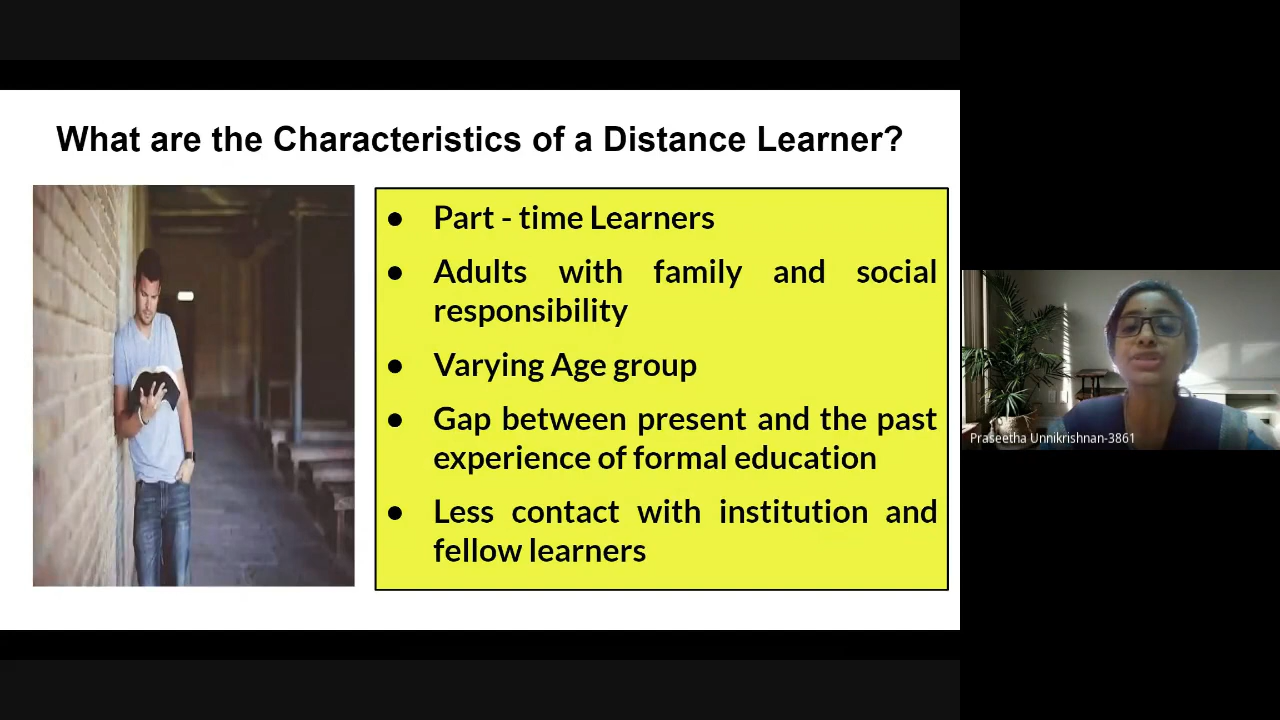 What are the Characteristics of a Distance Learner?
● Part - time Learners
● Adults with family and social
responsibility
● Varying Age group
● Gap between present and the past
experience of formal education
● Less contact with institution and
fellow learners
Praseetha Unnikrishnan-3861